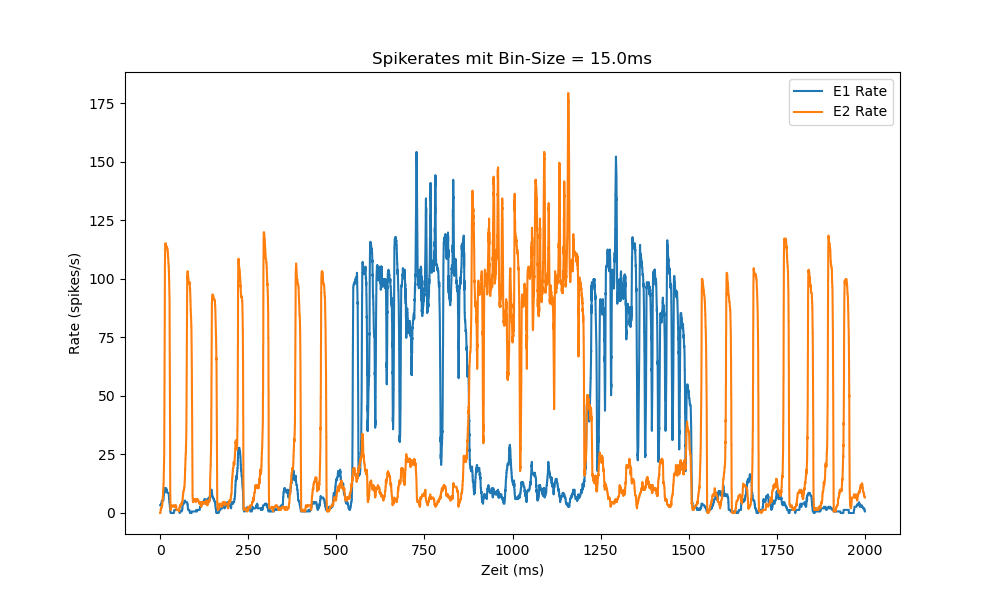 Spikerates mit Bin-Size = 15.0ms
E1 Rate
E2 Rate
Rate (spikes/s)
175
150
125
100
75
50
25
0
0 250 500 750 1000 1250 1500 1750 2000
Zeit (ms)